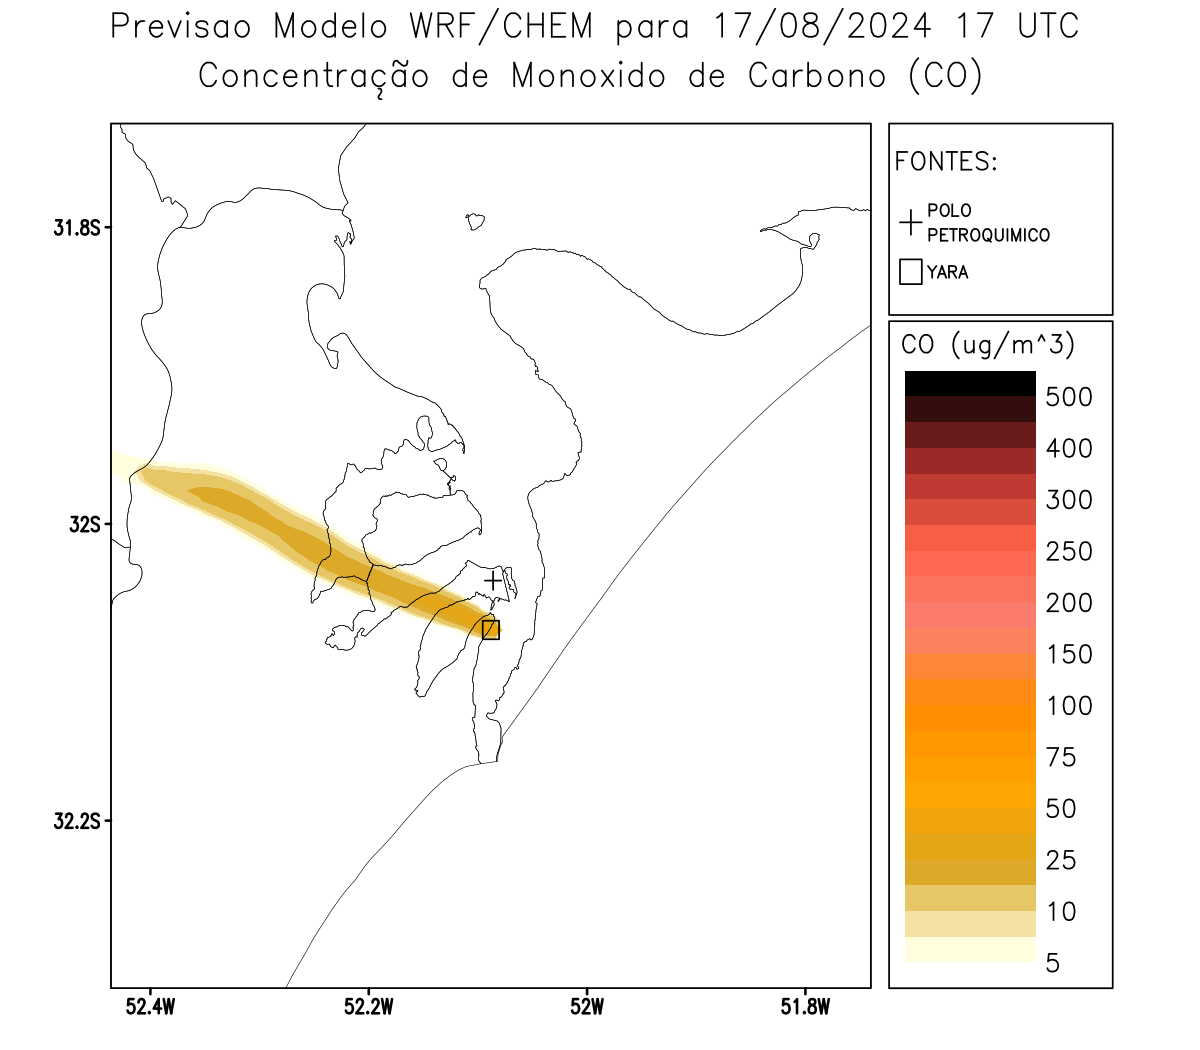 Previsao Modelo WRF/CHEM para 17/08/2024 17 UTC
Concentração de Monoxido de Carbono (CO)
FONTES:
POLO
PETROQUIMICO
YARA
CO (ug/m^3)
500
400
300
250
200
150
100
75
50
25
10
5
31.8S
32S
32.2S
52.4W
52.2W
52W
51.8W